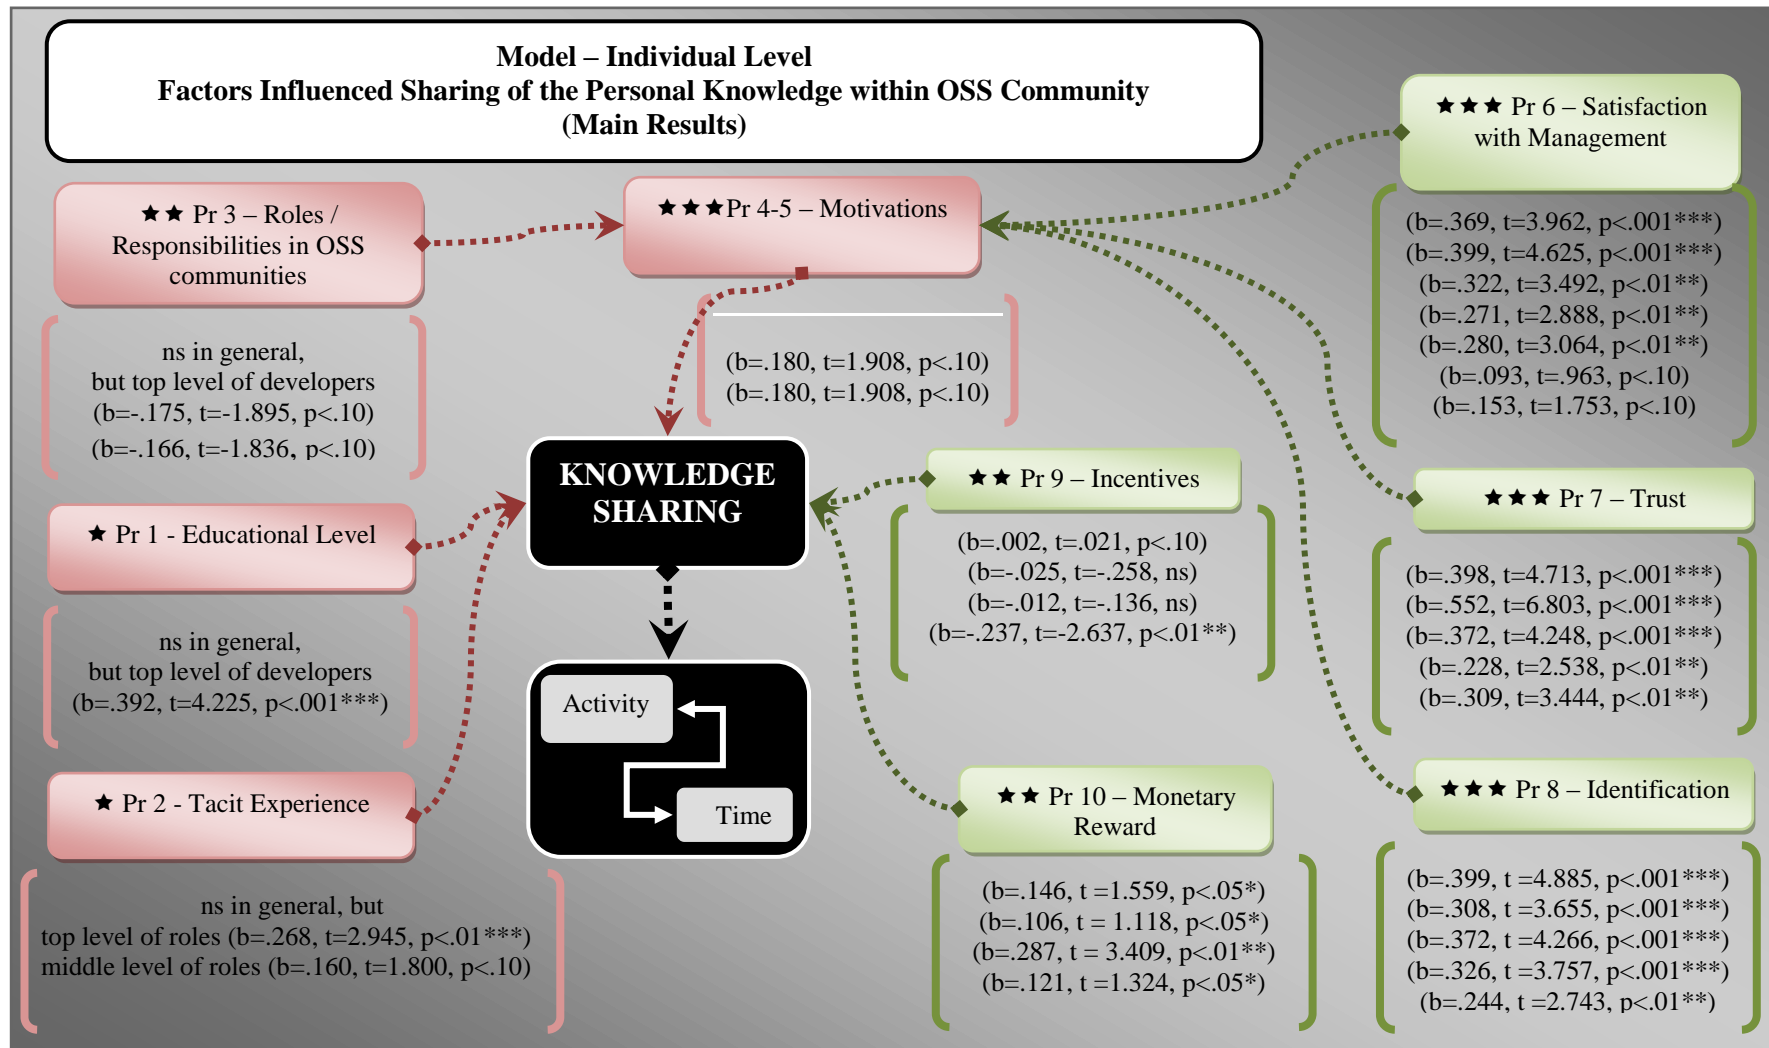 Model – Individual Level
Factors Influenced Sharing of the Personal Knowledge within OSS Community
(Main Results)
★★ Pr 3 – Roles /
Responsibilities in OSS
communities
ns in general,
but top level of developers
(b=-.175, t=-1.895, p<.10)
(b=-.166, t=-1.836, p<.10)
★ Pr 1 - Educational Level
ns in general,
but top level of developers
(b=.392, t=4.225, p<.001***)
★ Pr 2 - Tacit Experience
ns in general, but
top level of roles (b=.268, t=2.945, p<.01***)
middle level of roles (b=.160, t=1.800, p<.10)
★★★Pr 4-5 – Motivations
(b=.180, t=1.908, p<.10)
(b=.180, t=1.908, p<.10)
KNOWLEDGE
SHARING
Activity
Time
★★ Pr 9 – Incentives
(b=.002, t=.021, p<.10)
(b=-.025, t=-.258, ns)
(b=-.012, t=-.136, ns)
(b=-.237, t=-2.637, p<.01**)
★★ Pr 10 – Monetary
Reward
(b=.146, t =1.559, p<.05*)
(b=.106, t = 1.118, p<.05*)
(b=.287, t = 3.409, p<.01**)
(b=.121, t =1.324, p<.05*)
★★★ Pr 6 – Satisfaction
with Management
(b=.369, t=3.962, p<.001***)
(b=.399, t=4.625, p<.001***)
(b=.322, t=3.492, p<.01**)
(b=.271, t=2.888, p<.01**)
(b=.280, t=3.064, p<.01**)
(b=.093, t=.963, p<.10)
(b=.153, t=1.753, p<.10)
★★★ Pr 7 – Trust
(b=.398, t=4.713, p<.001***)
(b=.552, t=6.803, p<.001***)
(b=.372, t=4.248, p<.001***)
(b=.228, t=2.538, p<.01**)
(b=.309, t=3.444, p<.01**)
★★★ Pr 8 – Identification
(b=.399, t =4.885, p<.001***)
(b=.308, t =3.655, p<.001***)
(b=.372, t =4.266, p<.001***)
(b=.326, t =3.757, p<.001***)
(b=.244, t =2.743, p<.01**)